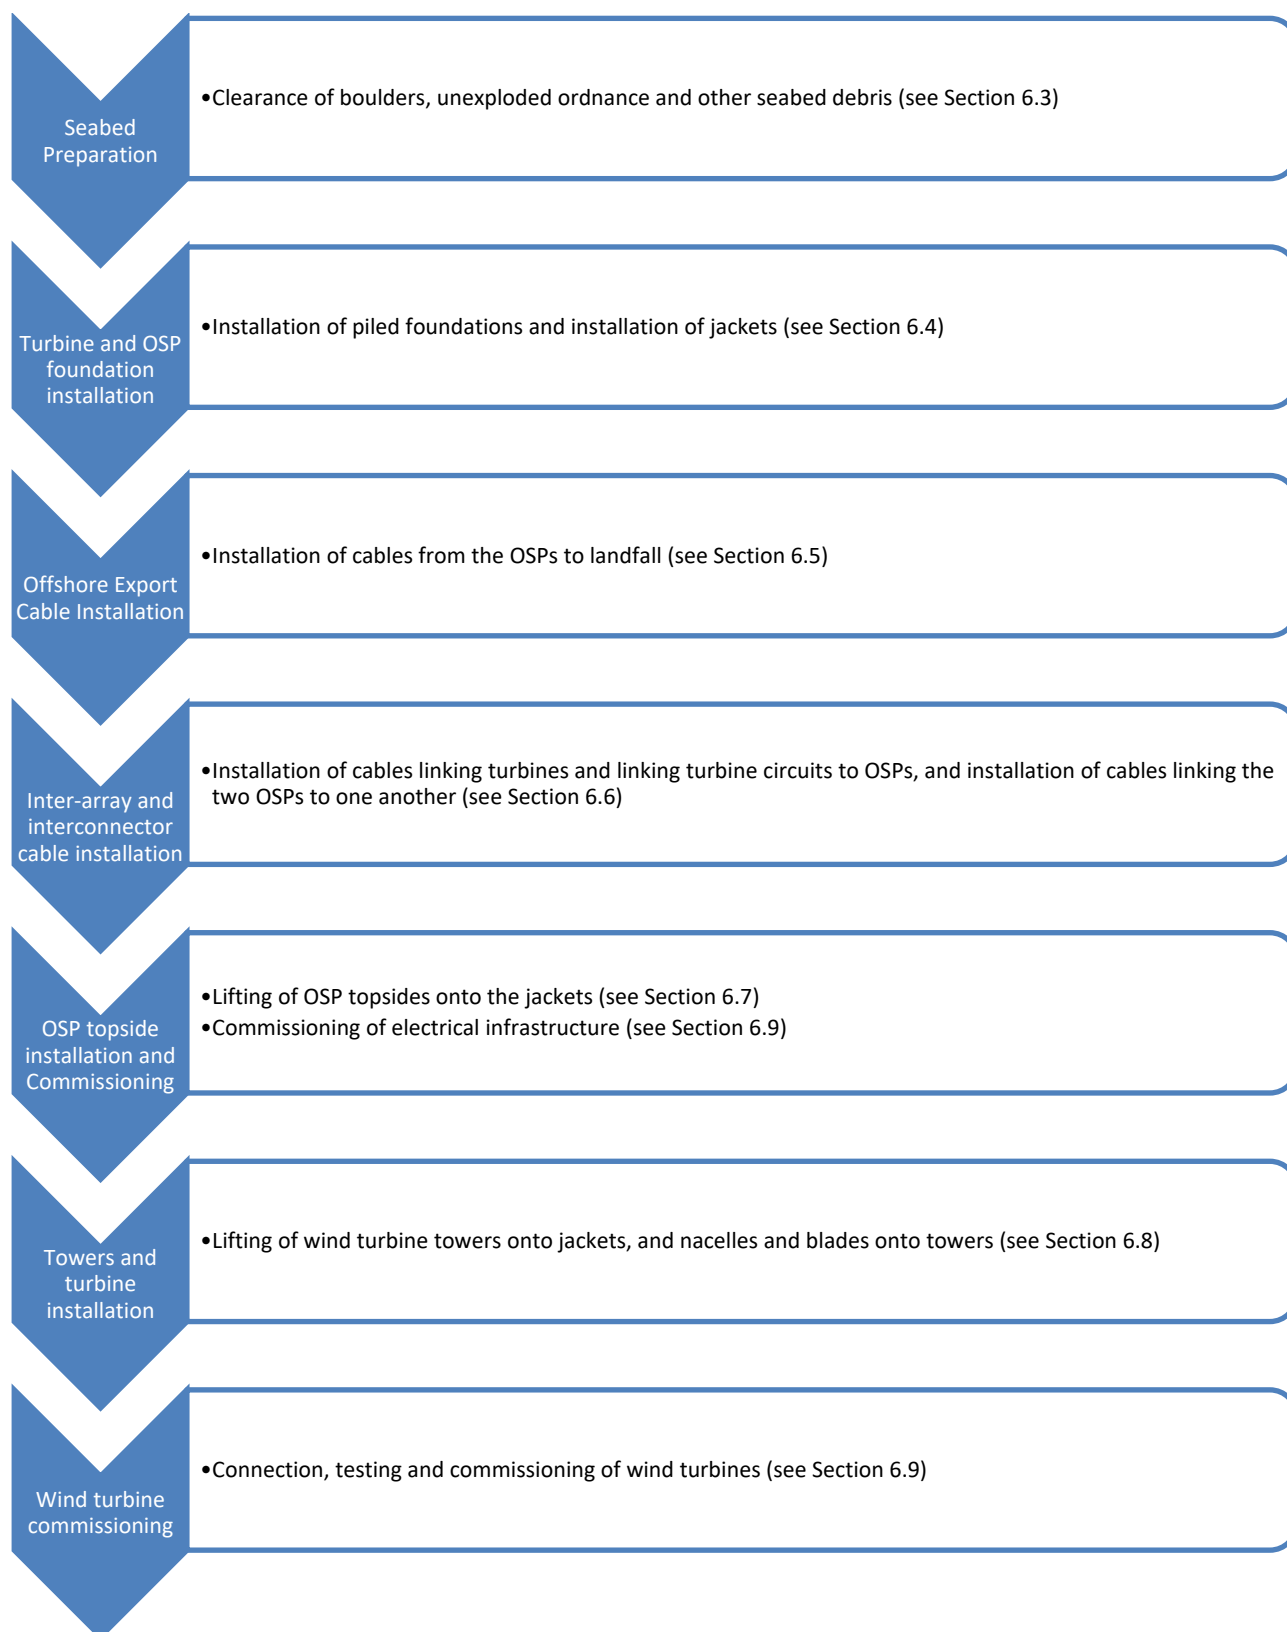 Seabed
Preparation
•Clearance of boulders, unexploded ordnance and other seabed debris (see Section 6.3)
Turbine and OSP
foundation
installation
•Installation of piled foundations and installation of jackets (see Section 6.4)
Offshore Export
Cable Installation
•Installation of cables from the OSPs to landfall (see Section 6.5)
Inter-array and
interconnector
cable installation
•Installation of cables linking turbines and linking turbine circuits to OSPs, and installation of cables linking the
two OSPs to one another (see Section 6.6)
OSP topside
installation and
Commissioning
•Lifting of OSP topsides onto the jackets (see Section 6.7)
•Commissioning of electrical infrastructure (see Section 6.9)
Towers and
turbine
installation
•Lifting of wind turbine towers onto jackets, and nacelles and blades onto towers (see Section 6.8)
Wind turbine
commissioning
•Connection, testing and commissioning of wind turbines (see Section 6.9)